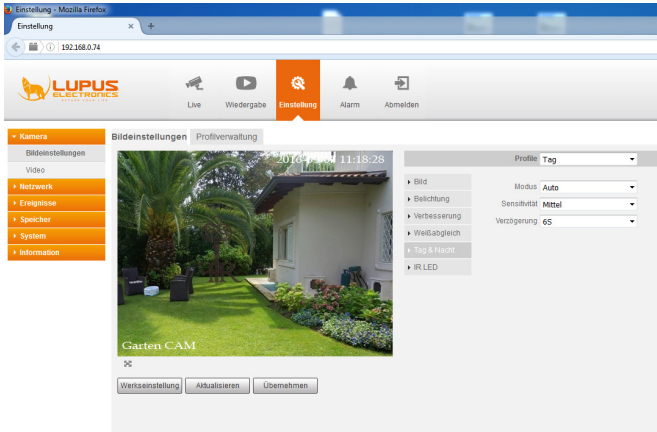 Einstellung - Mozilla Firefox
Einstellung × +
192.168.0.74
LUPUS
ELECTRONICS
Live Wiedergabe Einstellung Alarm Abmelden
Kamera
Bildeinstellungen
Video
Netzwerk
Ereignisse
Speicher
System
Information
Bildeinstellungen Profilverwaltung
11:18:28
Garten CAM
Werkseinstellung Aktualisieren Übernehmen
Profile Tag
Bild
Belichtung
Verbesserung
Weißabgleich
Tag & Nacht
IR LED
Modus Auto
Sensitivität Mittel
Verzögerung 65